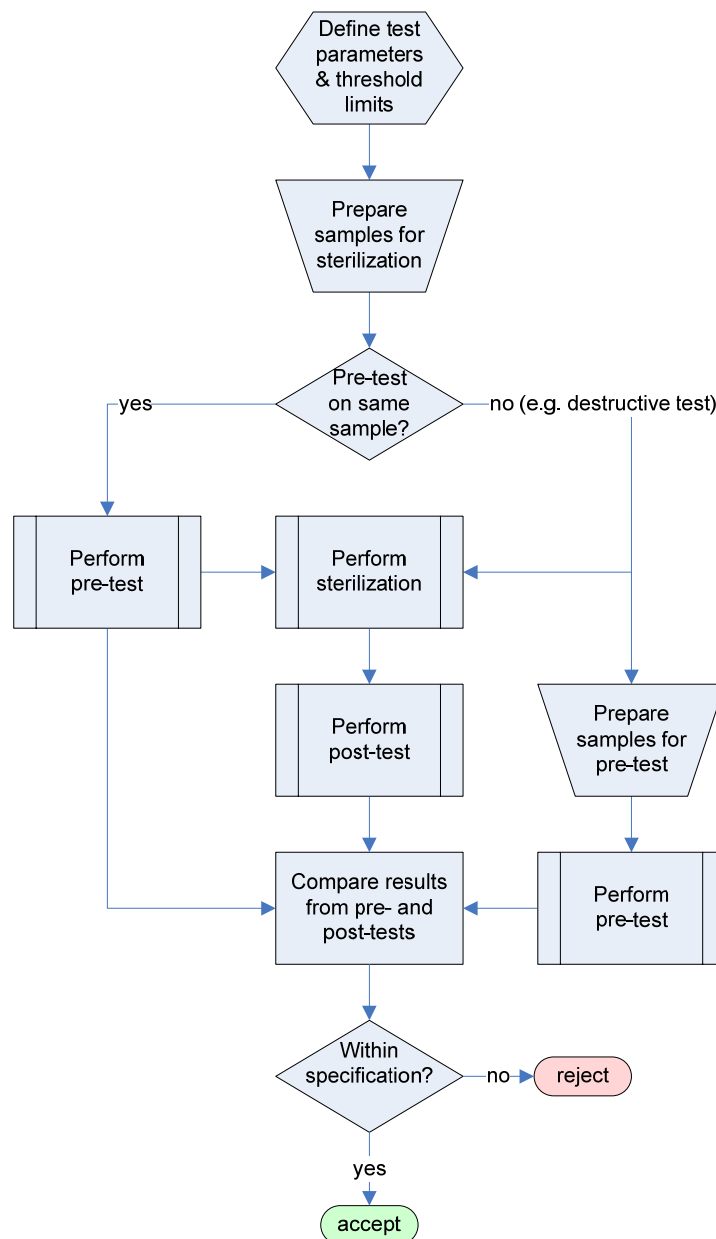 Define test
parameters
& threshold
limits
Prepare
samples for
sterilization
Pre-test
on same
sample?
yes
no (e.g. destructive test)
Perform
pre-test
Perform
sterilization
Perform
post-test
Prepare
samples for
pre-test
Compare results
from pre- and
post-tests
Perform
pre-test
Within
specification?
no
reject
yes
accept